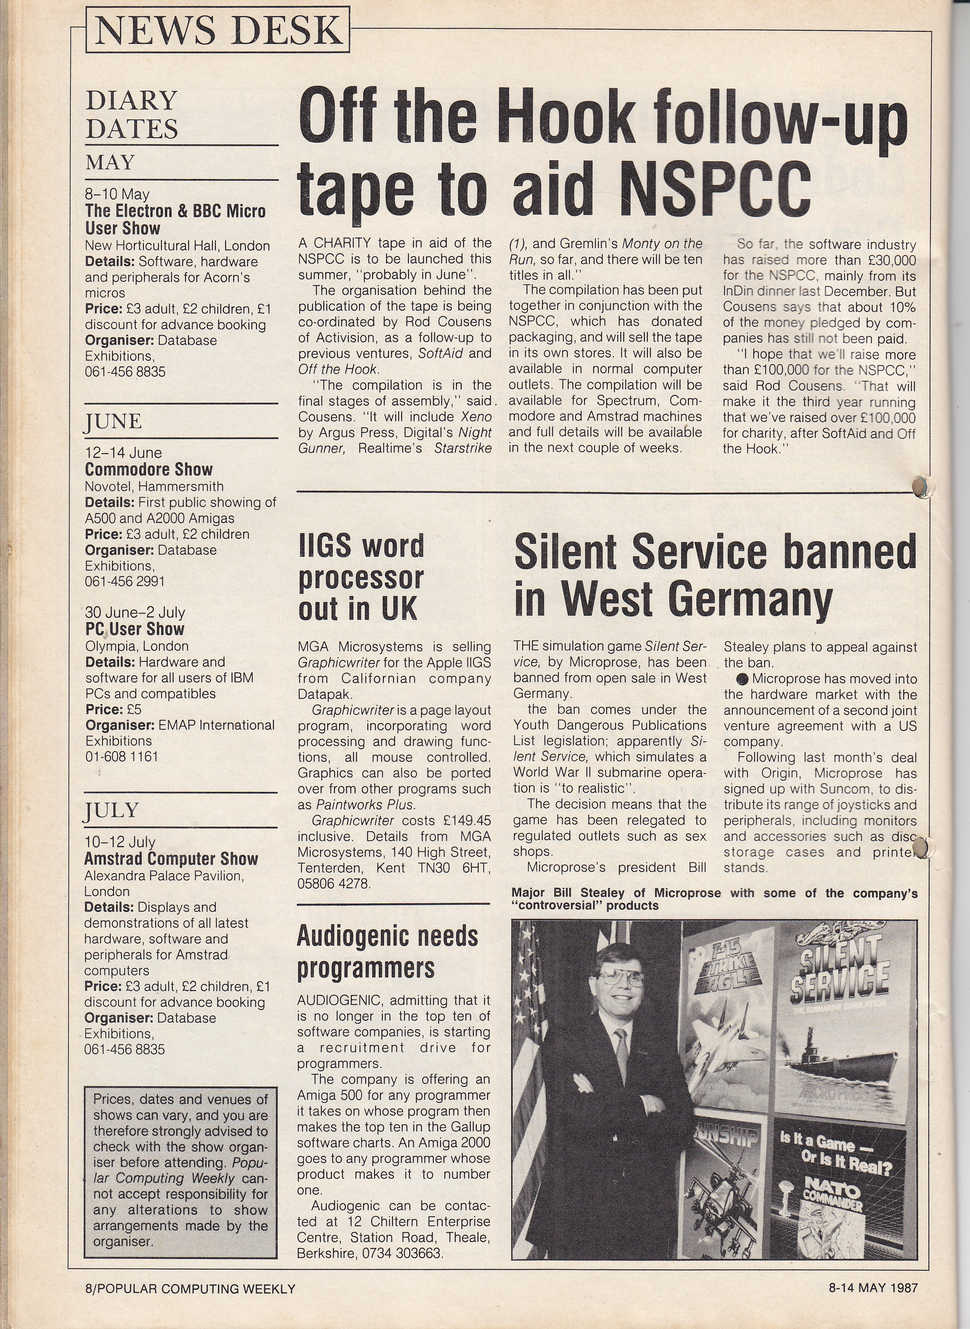 NEWS DESK
DIARY
DATES
MAY
8–10 May
The Electron & BBC Micro
User Show
New Horticultural Hall, London
Details: Software, hardware
and peripherals for Acorn's
micros
Price: £3 adult, £2 children, £1
discount for advance booking
Organiser: Database
Exhibitions,
061-456 8835
JUNE
12–14 June
Commodore Show
Novotel, Hammersmith
Details: First public showing of
A500 and A2000 Amigas
Price: £3 adult, £2 children
Organiser: Database
Exhibitions,
061-456 2991
30 June–2 July
PC User Show
Olympia, London
Details: Hardware and
software for all users of IBM
PCs and compatibles
Price: £5
Organiser: EMAP International
Exhibitions
01-608 1161
JULY
10–12 July
Amstrad Computer Show
Alexandra Palace Pavilion,
London
Details: Displays and
demonstrations of all latest
hardware, software and
peripherals for Amstrad
computers
Price: £3 adult, £2 children, £1
discount for advance booking
Organiser: Database
Exhibitions,
061-456 8835
Prices, dates and venues of
shows can vary, and you are
therefore strongly advised to
check with the show organ-
iser before attending. Popu-
lar Computing Weekly can-
not accept responsibility for
any alterations to show
arrangements made by the
organiser.
Off the Hook follow-up
tape to aid NSPCC
A CHARITY tape in aid of the
NSPCC is to be launched this
summer, "probably in June".
The organisation behind the
publication of the tape is being
co-ordinated by Rod Cousens
of Activision, as a follow-up to
previous ventures, SoftAid and
Off the Hook.
"The compilation is in the
final stages of assembly," said
Cousens. "It will include Xeno
by Argus Press, Digital's Night
Gunner, Realtime's Starstrike
(1), and Gremlin's Monty on the
Run, so far, and there will be ten
titles in all."
The compilation has been put
together in conjunction with the
NSPCC, which has donated
packaging, and will sell the tape
in its own stores. It will also be
available in normal computer
outlets. The compilation will be
available for Spectrum, Com-
modore and Amstrad machines
and full details will be available
in the next couple of weeks.
So far, the software industry
has raised more than £30,000
for the NSPCC, mainly from its
InDin dinner last December. But
Cousens says that about 10%
of the money pledged by com-
panies has still not been paid.
"I hope that we'll raise more
than £100,000 for the NSPCC,"
said Rod Cousens. "That will
make it the third year running
that we've raised over £100,000
for charity, after SoftAid and Off
the Hook."
IIGS word
processor
out in UK
MGA Microsystems is selling
Graphicwriter for the Apple IIGS
from Californian company
Datapak.
Graphicwriter is a page layout
program, incorporating word
processing and drawing func-
tions, all mouse controlled.
Graphics can also be ported
over from other programs such
as Paintworks Plus.
Graphicwriter costs £149.45
inclusive. Details from MGA
Microsystems, 140 High Street,
Tenterden, Kent TN30 6HT,
05806 4278.
Audiogenic needs
programmers
AUDIOGENIC, admitting that it
is no longer in the top ten of
software companies, is starting
a recruitment drive for
programmers.
The company is offering an
Amiga 500 for any programmer
it takes on whose program then
makes the top ten in the Gallup
software charts. An Amiga 2000
goes to any programmer whose
product makes it to number
one.
Audiogenic can be contac-
ted at 12 Chiltern Enterprise
Centre, Station Road, Theale,
Berkshire, 0734 303663.
Silent Service banned
in West Germany
THE simulation game Silent Ser-
vice, by Microprose, has been
banned from open sale in West
Germany.
the ban comes under the
Youth Dangerous Publications
List legislation; apparently Si-
lent Service, which simulates a
World War II submarine opera-
tion is "to realistic".
The decision means that the
game has been relegated to
regulated outlets such as sex
shops.
Microprose's president Bill
Stealey plans to appeal against
the ban.
● Microprose has moved into
the hardware market with the
announcement of a second joint
venture agreement with a US
company.
Following last month's deal
with Origin, Microprose has
signed up with Suncom, to dis-
tribute its range of joysticks and
peripherals, including monitors
and accessories such as disc
storage cases and printer
stands.
Major Bill Stealey of Microprose with some of the company's
"controversial" products
F-15
STRIKE
SILENT
SERVICE
GUNSHIP
Is it a Game —
Or Is It Real?
NATO
COMMANDER
8/POPULAR COMPUTING WEEKLY
8-14 MAY 1987